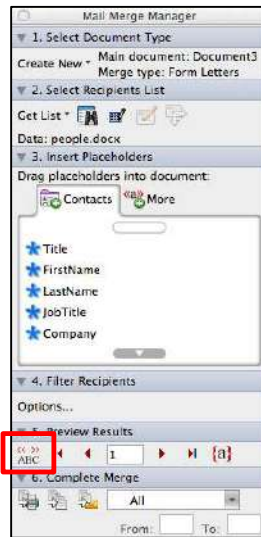 Mail Merge Manager
1. Select Document Type
Create New Main document: Document3
Merge type: Form Letters
2. Select Recipients List
Get List
Data: people.docx
3. Insert Placeholders
Drag placeholders into document:
Contacts «a» More
Title
FirstName
LastName
JobTitle
Company
4. Filter Recipients
Options...
5. Preview Results
« » ABC 1 {a}
6. Complete Merge
All
From: To: